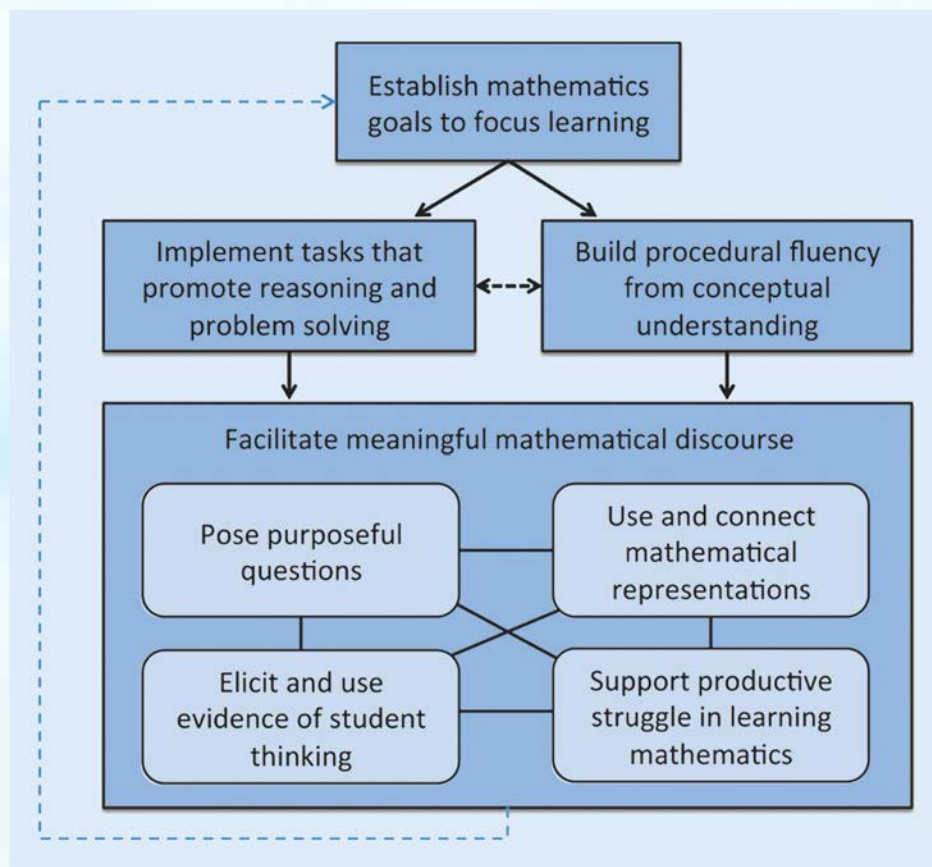 Establish mathematics
goals to focus learning
Implement tasks that
promote reasoning and
problem solving
Build procedural fluency
from conceptual
understanding
Facilitate meaningful mathematical discourse
Pose purposeful
questions
Use and connect
mathematical
representations
Elicit and use
evidence of student
thinking
Support productive
struggle in learning
mathematics